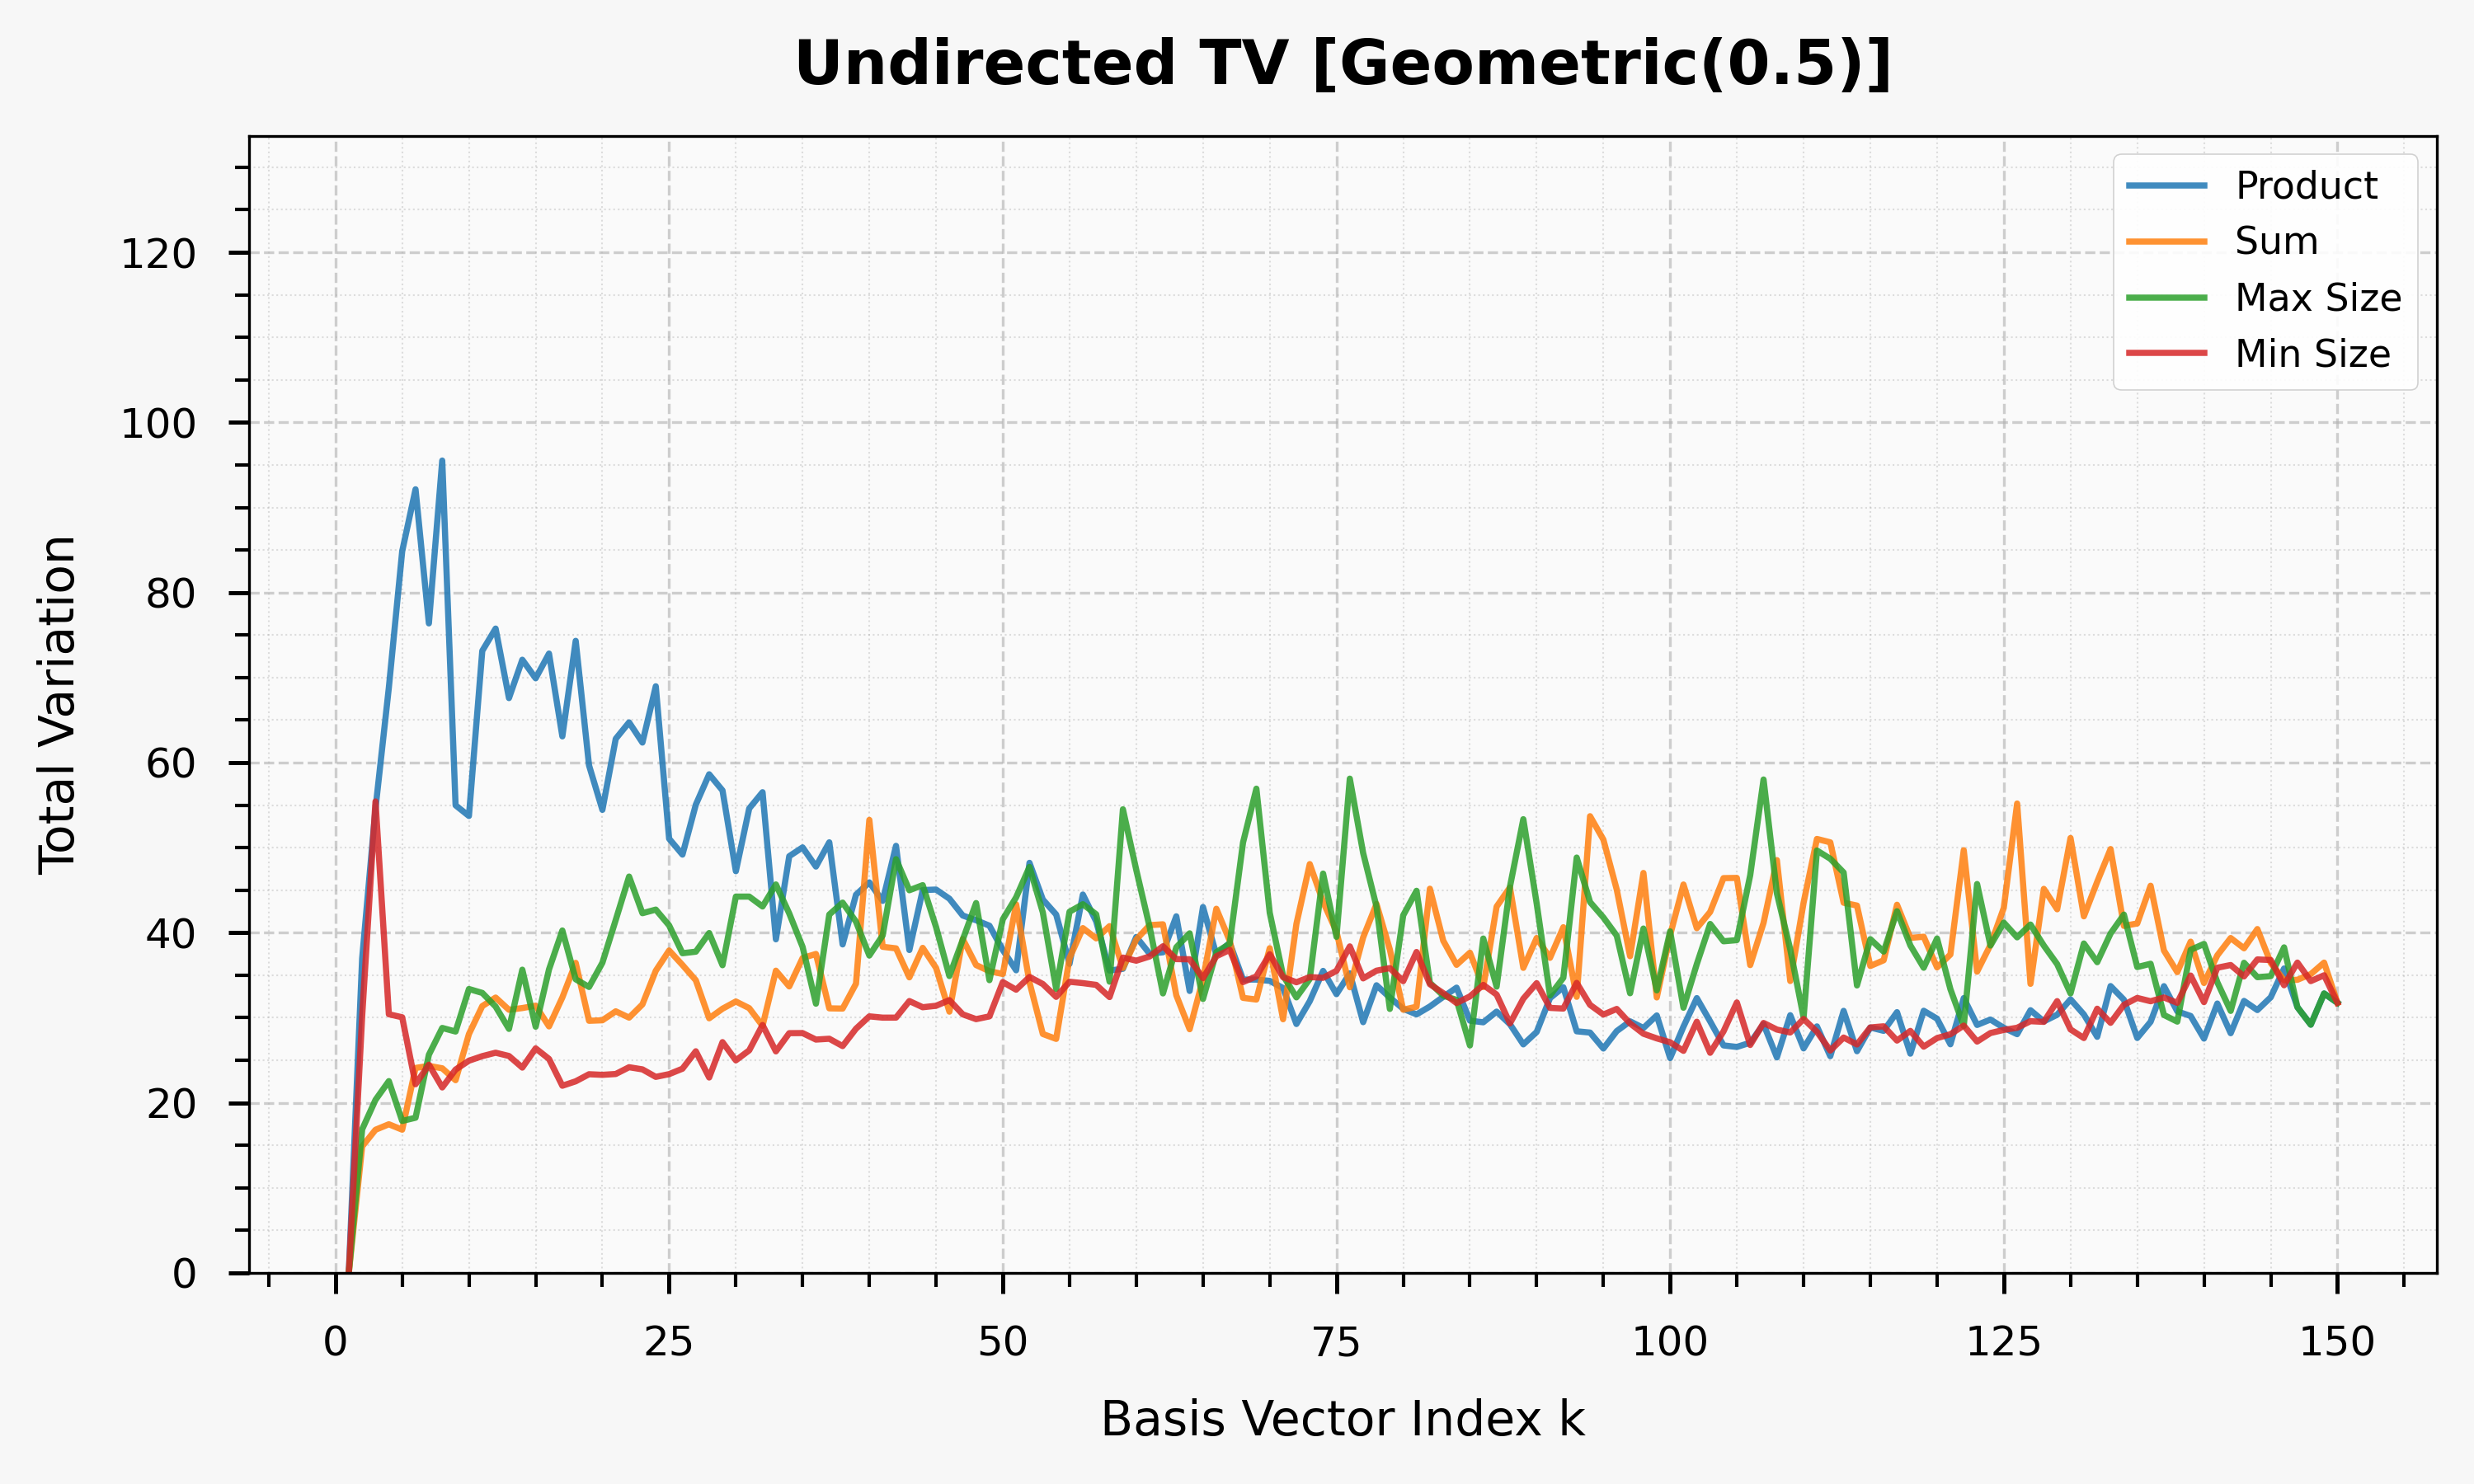 Undirected TV [Geometric(0.5)]
Product
Sum
Max Size
Min Size
Total Variation
120
100
80
60
40
20
0
0 25 50 75 100 125 150
Basis Vector Index k